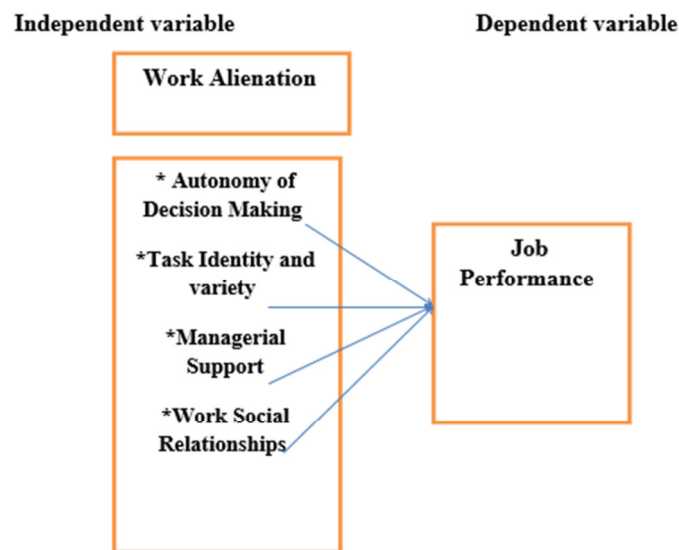 Independent variable
Dependent variable
Work Alienation
* Autonomy of
Decision Making
*Task Identity and
variety
*Managerial
Support
*Work Social
Relationships
Job
Performance